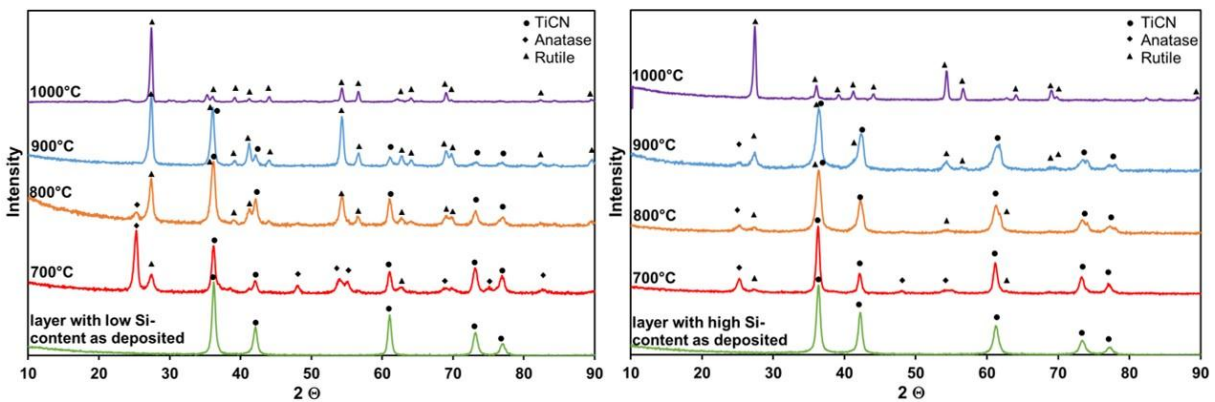 ● TiCN
◆ Anatase
▲ Rutile
1000°C
900°C
800°C
700°C
layer with low Si-
content as deposited
Intensity
10 20 30 40 50 60 70 80 90
2 Θ
● TiCN
◆ Anatase
▲ Rutile
1000°C
900°C
800°C
700°C
layer with high Si-
content as deposited
Intensity
10 20 30 40 50 60 70 80 90
2 Θ